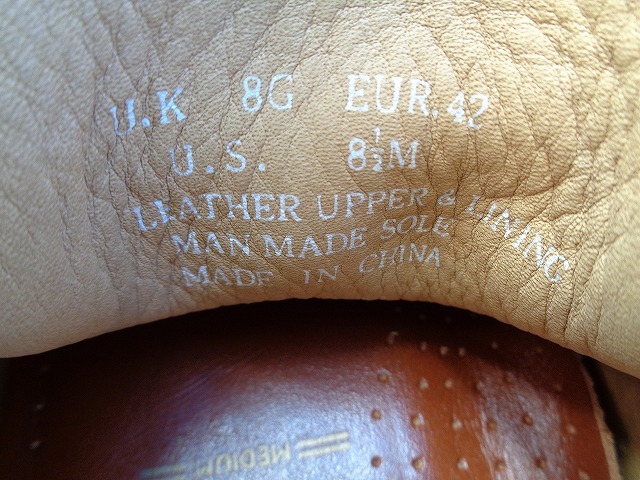 U.K 8G EUR.42
U.S. 8½M
LEATHER UPPER & LINING
MAN MADE SOLE
MADE IN CHINA
MEDIUM